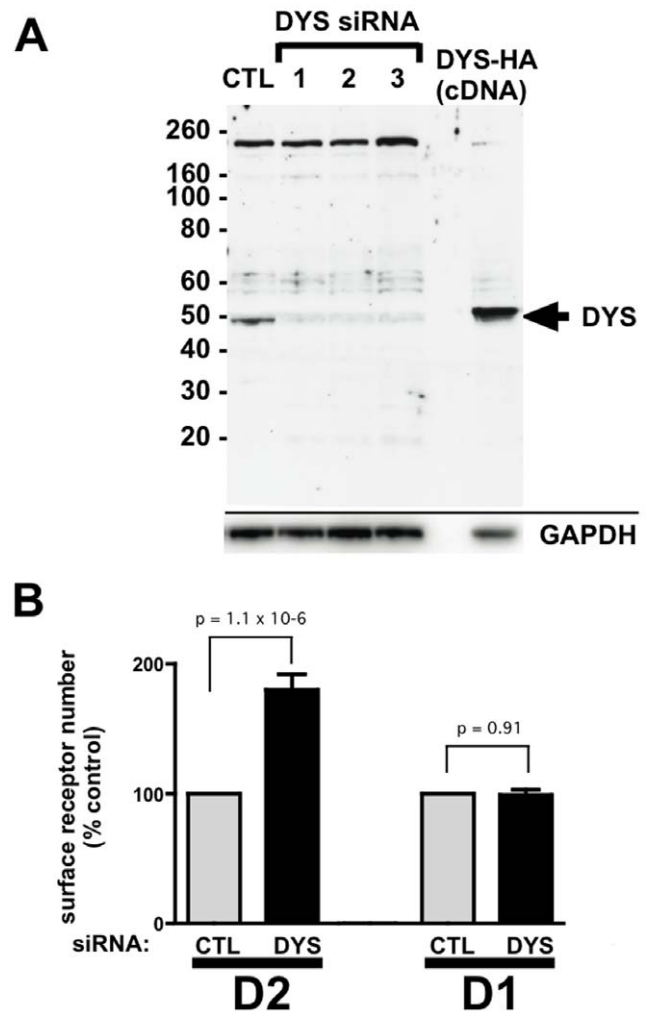 A
DYS siRNA
CTL 1 2 3
DYS-HA
(cDNA)
260 -
160 -
100 -
80 -
60 -
50 -
40 -
30 -
20 -
DYS
GAPDH
B
p = 1.1 x 10-6
p = 0.91
surface receptor number
(% control)
200
100
0
siRNA: CTL DYS CTL DYS
D2 D1